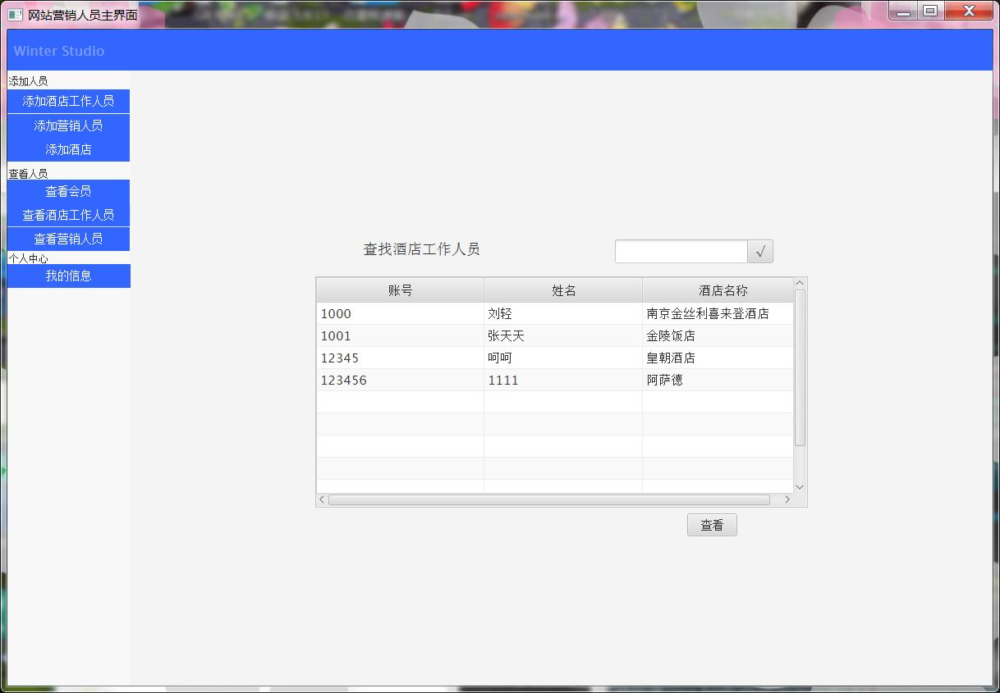 网站营销人员主界面
Winter Studio
添加人员
添加酒店工作人员
添加营销人员
添加酒店
查看人员
查看会员
查看酒店工作人员
查看营销人员
个人中心
我的信息
查找酒店工作人员
√
账号 姓名 酒店名称
1000 刘轻 南京金丝利喜来登酒店
1001 张天天 金陵饭店
12345 呵呵 皇朝酒店
123456 1111 阿萨德
查看